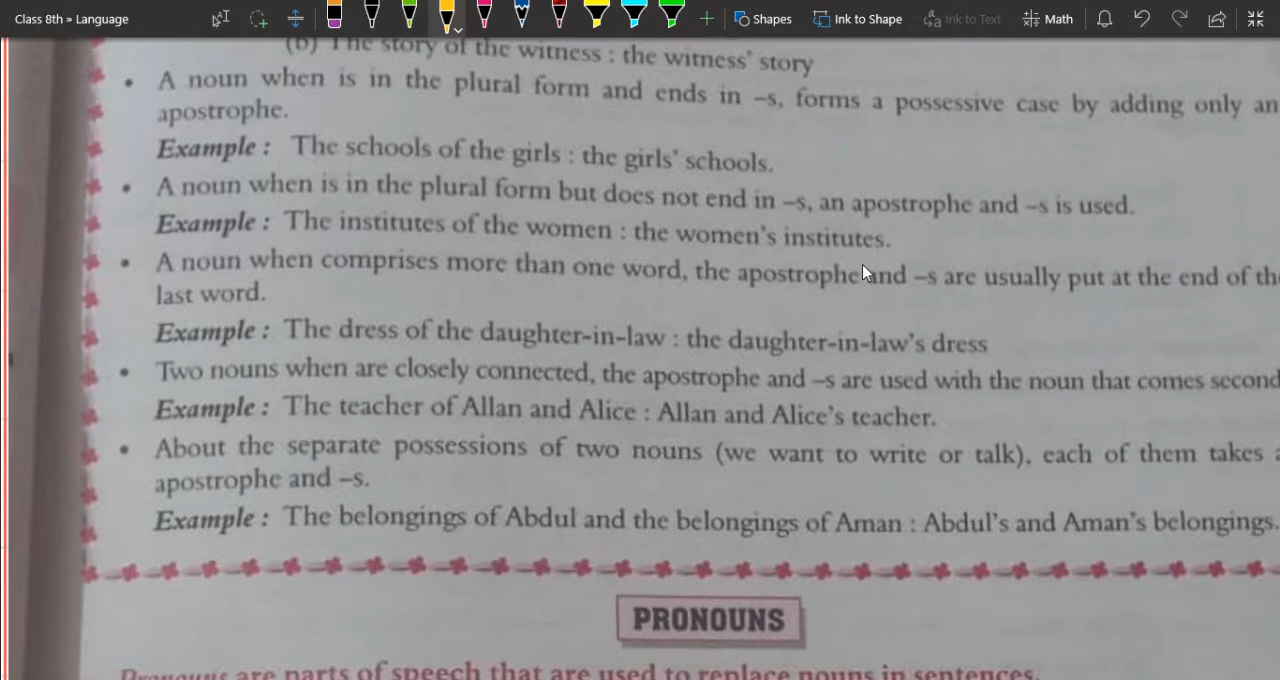 Class 8th » Language
Shapes
Ink to Shape
Ink to Text
Math
(b) The story of the witness : the witness' story
• A noun when is in the plural form and ends in –s, forms a possessive case by adding only an
apostrophe.
Example : The schools of the girls : the girls' schools.
• A noun when is in the plural form but does not end in –s, an apostrophe and –s is used.
Example : The institutes of the women : the women's institutes.
• A noun when comprises more than one word, the apostrophe and –s are usually put at the end of the
last word.
Example : The dress of the daughter-in-law : the daughter-in-law's dress
• Two nouns when are closely connected, the apostrophe and –s are used with the noun that comes second
Example : The teacher of Allan and Alice : Allan and Alice's teacher.
• About the separate possessions of two nouns (we want to write or talk), each of them takes a
apostrophe and –s.
Example : The belongings of Abdul and the belongings of Aman : Abdul's and Aman's belongings.
PRONOUNS
Pronouns are parts of speech that are used to replace nouns in sentences.